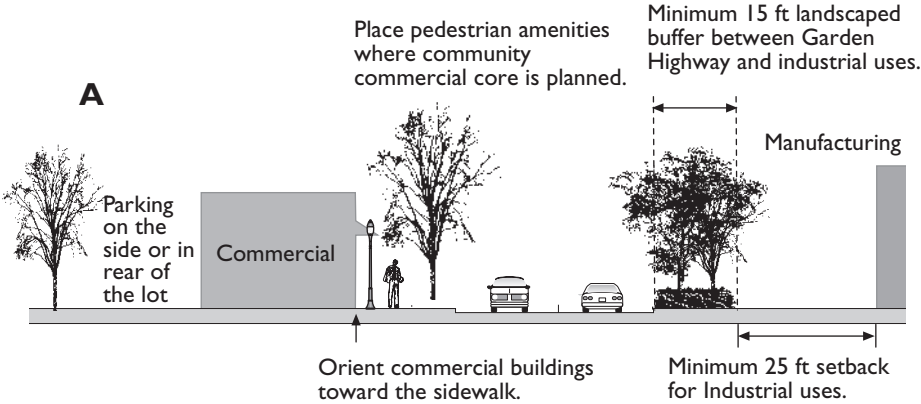 Place pedestrian amenities
where community
commercial core is planned.
Minimum 15 ft landscaped
buffer between Garden
Highway and industrial uses.
A
Manufacturing
Parking
on the
side or in
rear of
the lot
Commercial
Orient commercial buildings
toward the sidewalk.
Minimum 25 ft setback
for Industrial uses.